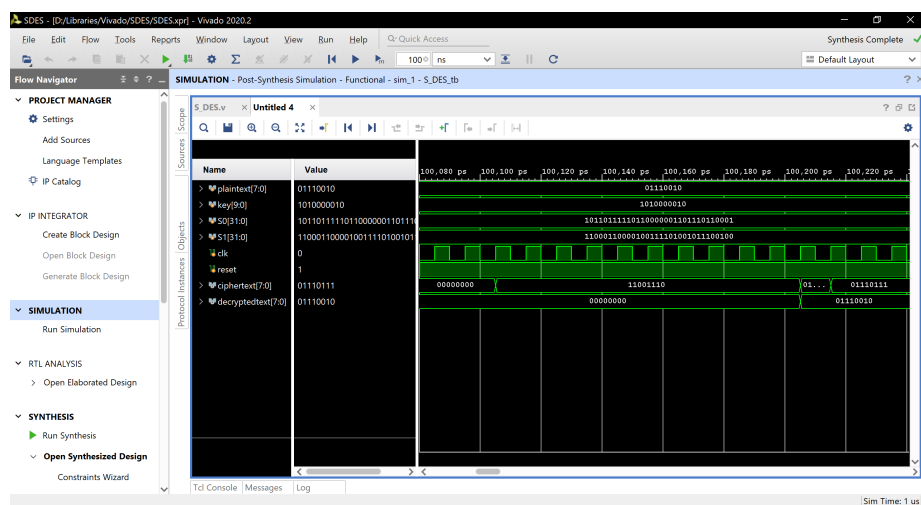 SDES - [D:/Libraries/Vivado/SDES/SDES.xpr] - Vivado 2020.2
File Edit Flow Tools Reports Window Layout View Run Help Q- Quick Access Synthesis Complete
100 ns Default Layout
Flow Navigator ? SIMULATION - Post-Synthesis Simulation - Functional - sim_1 - S_DES_tb ?
PROJECT MANAGER
Settings
Add Sources
Language Templates
IP Catalog
IP INTEGRATOR
Create Block Design
Open Block Design
Generate Block Design
SIMULATION
Run Simulation
RTL ANALYSIS
Open Elaborated Design
SYNTHESIS
Run Synthesis
Open Synthesized Design
Constraints Wizard
Scope
Sources
Objects
Protocol Instances
S_DES.v × Untitled 4 × ?
Name Value
100,080 ps 100,100 ps 100,120 ps 100,140 ps 100,160 ps 100,180 ps 100,200 ps 100,220 ps
plaintext[7:0] 01110010 01110010
key[9:0] 1010000010 1010000010
S0[31:0] 10110111110110000001101110110001
S1[31:0] 11000110000100111101001011100100
clk 0
reset 1
ciphertext[7:0] 01110111 00000000 11001110 01... 01110111
decryptedtext[7:0] 01110010 00000000 01110010
Tcl Console Messages Log
Sim Time: 1 us